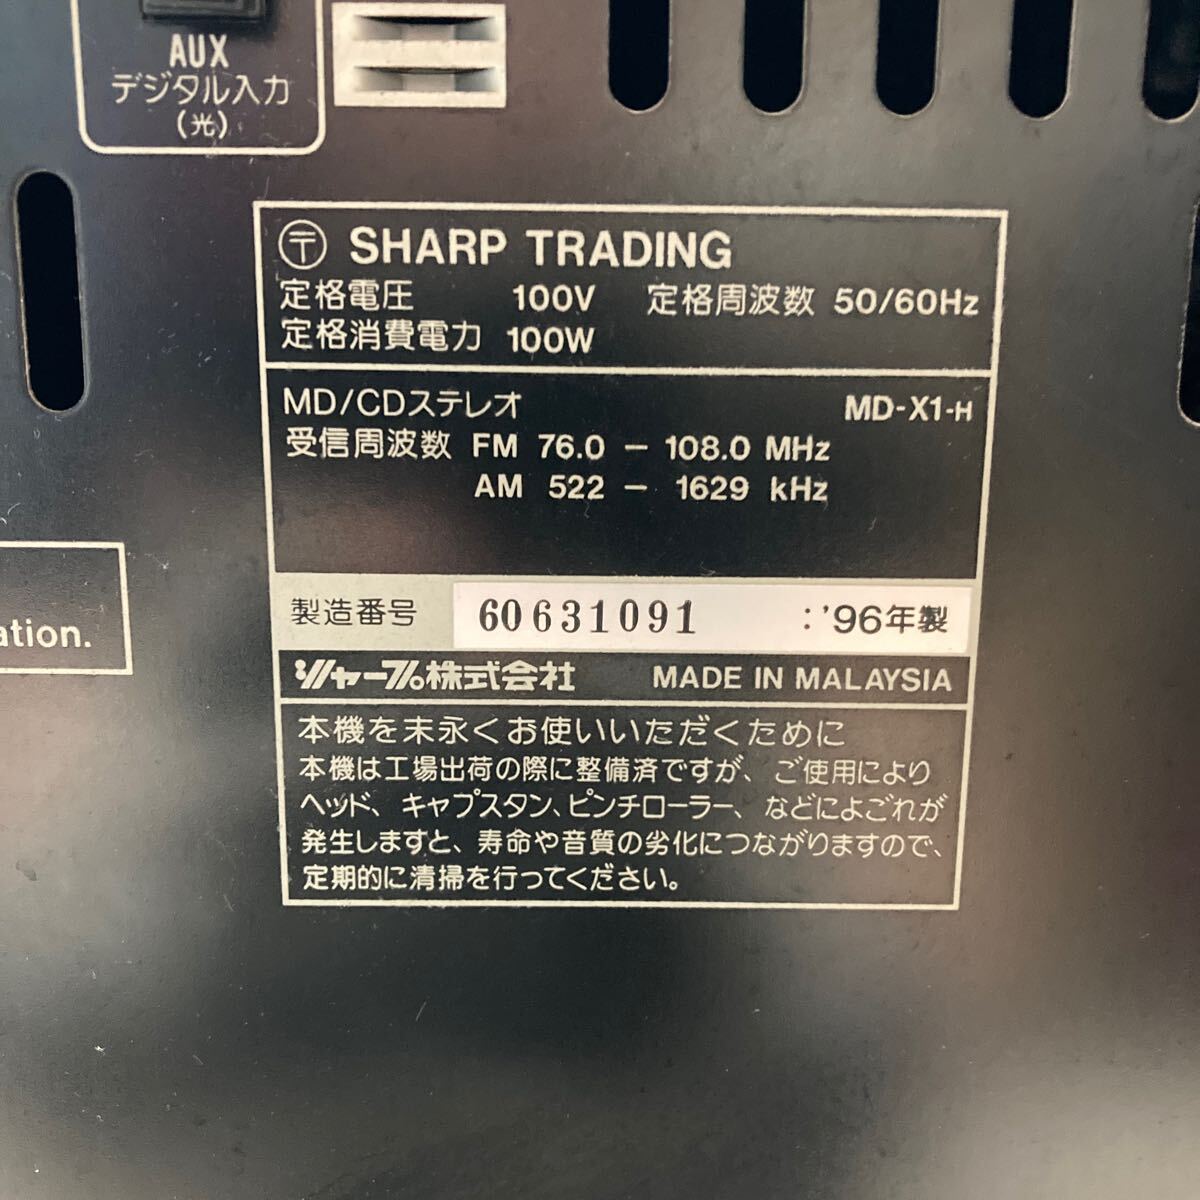 AUX
デジタル入力
(光)
〒 SHARP TRADING
定格電圧 100V 定格周波数 50/60Hz
定格消費電力 100W
MD/CDステレオ MD-X1-H
受信周波数 FM 76.0 – 108.0 MHz
AM 522 – 1629 kHz
ation.
製造番号 60631091 :'96年製
シャープ株式会社 MADE IN MALAYSIA
本機を末永くお使いいただくために
本機は工場出荷の際に整備済ですが、ご使用により
ヘッド、キャプスタン、ピンチローラー、などによごれが
発生しますと、寿命や音質の劣化につながりますので、
定期的に清掃を行ってください。